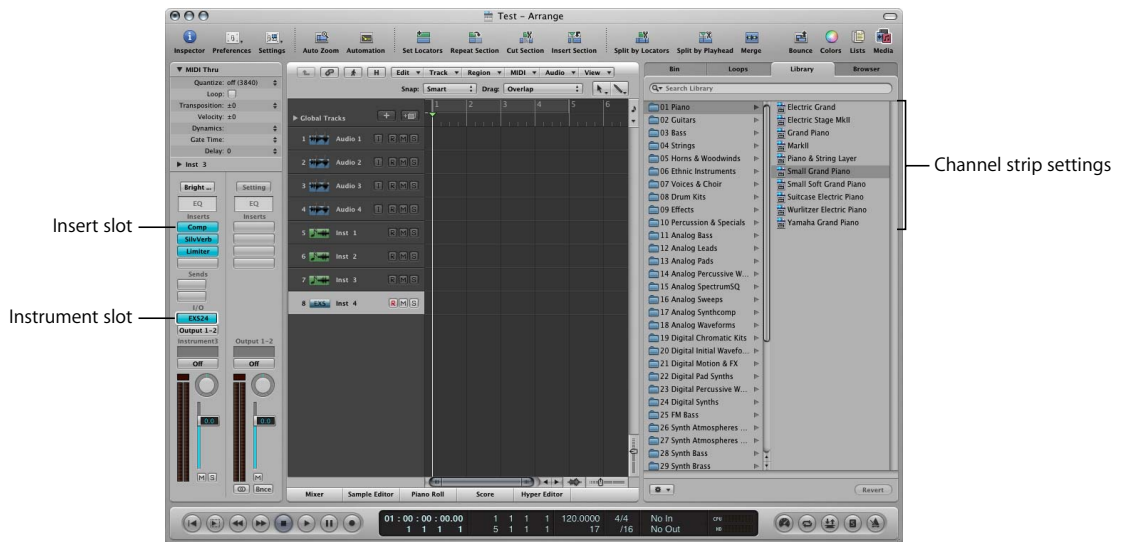 Test – Arrange
Inspector Preferences Settings Auto Zoom Automation Set Locators Repeat Section Cut Section Insert Section Split by Locators Split by Playhead Merge Bounce Colors Lists Media
MIDI Thru
Quantize: off (3840)
Loop:
Transposition: ±0
Velocity: ±0
Dynamics:
Gate Time:
Delay: 0
Inst 3
Bright ... Setting
EQ EQ
Inserts Inserts
Comp
SilvVerb
Limiter
Sends
I/O
EXS24
Output 1-2
Instrument3 Output 1-2
Off Off
0.0 0.0
M S M
Bnce
H Edit Track Region MIDI Audio View
Snap: Smart Drag: Overlap
1 2 3 4 5 6
Global Tracks
1 Audio 1 I R M S
2 Audio 2 I R M S
3 Audio 3 I R M S
4 Audio 4 I R M S
5 Inst 1 R M S
6 Inst 2 R M S
7 Inst 3 R M S
8 EXS Inst 4 R M S
Mixer Sample Editor Piano Roll Score Hyper Editor
Bin Loops Library Browser
Search Library
01 Piano
02 Guitars
03 Bass
04 Strings
05 Horns & Woodwinds
06 Ethnic Instruments
07 Voices & Choir
08 Drum Kits
09 Effects
10 Percussion & Specials
11 Analog Bass
12 Analog Leads
13 Analog Pads
14 Analog Percussive W...
15 Analog SpectrumSQ
16 Analog Sweeps
17 Analog Synthcomp
18 Analog Waveforms
19 Digital Chromatic Kits
20 Digital Initial Wavefo...
21 Digital Motion & FX
22 Digital Pad Synths
23 Digital Percussive W...
24 Digital Synths
25 FM Bass
26 Synth Atmospheres ...
27 Synth Atmospheres ...
28 Synth Bass
29 Synth Brass
Electric Grand
Electric Stage MkII
Grand Piano
MarkII
Piano & String Layer
Small Grand Piano
Small Soft Grand Piano
Suitcase Electric Piano
Wurlitzer Electric Piano
Yamaha Grand Piano
Revert
01 : 00 : 00 : 00.00 1 1 1 1 120.0000 4/4 No In CPU
1 1 1 1 5 1 1 1 17 /16 No Out HD
Insert slot
Instrument slot
Channel strip settings